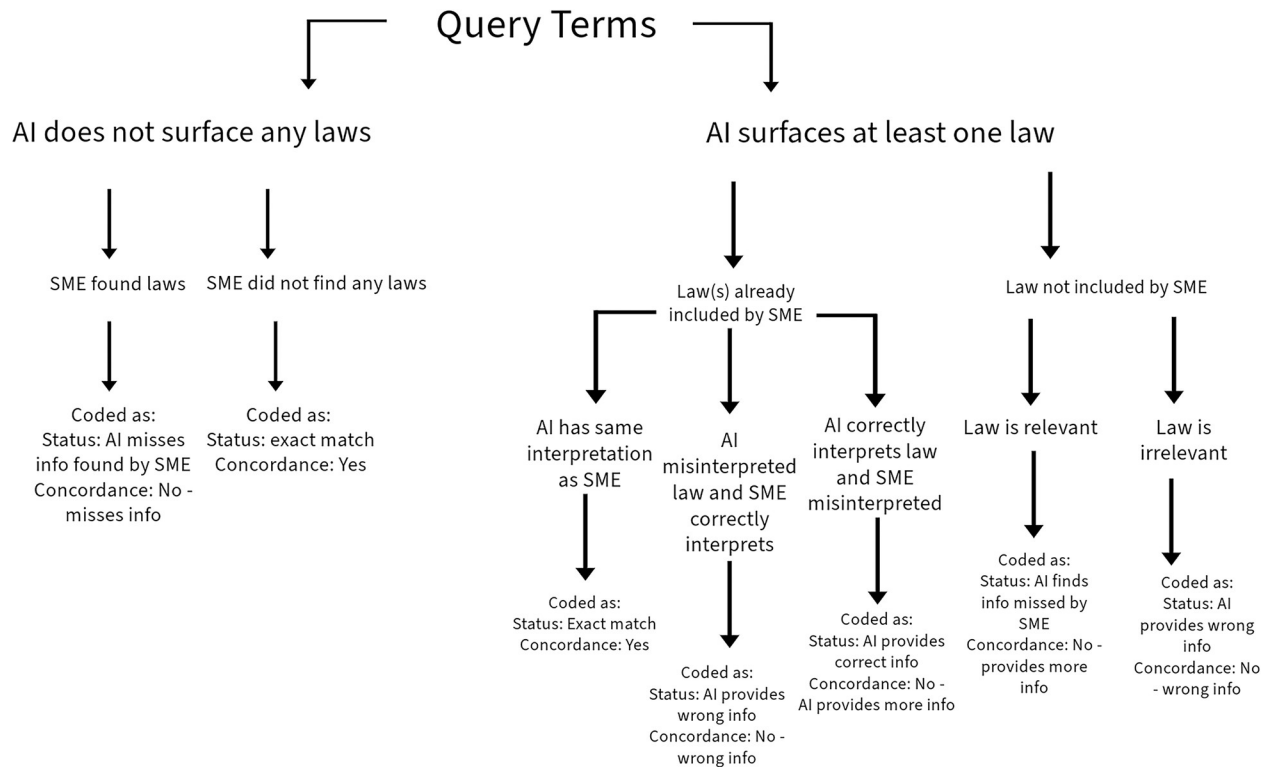 Query Terms
AI does not surface any laws
AI surfaces at least one law
SME found laws
SME did not find any laws
Law(s) already
included by SME
Law not included by SME
Coded as:
Status: AI misses
info found by SME
Concordance: No -
misses info
Coded as:
Status: exact match
Concordance: Yes
AI has same
interpretation
as SME
AI
misinterpreted
law and SME
correctly
interprets
AI correctly
interprets law
and SME
misinterpreted
Law is relevant
Law is
irrelevant
Coded as:
Status: Exact match
Concordance: Yes
Coded as:
Status: AI provides
wrong info
Concordance: No -
wrong info
Coded as:
Status: AI provides
correct info
Concordance: No -
AI provides more info
Coded as:
Status: AI finds
info missed by
SME
Concordance: No -
provides more
info
Coded as:
Status: AI
provides wrong
info
Concordance: No
- wrong info